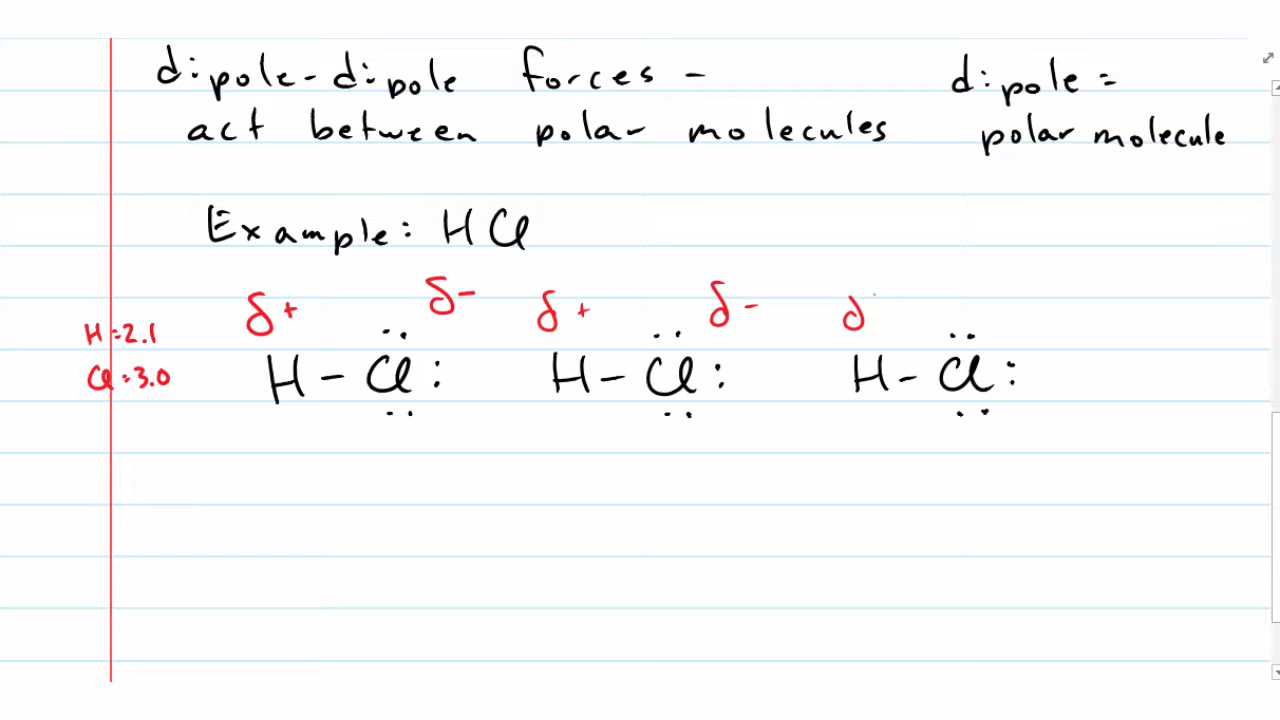 dipole-dipole forces -
act between polar molecules
dipole =
polar molecule
Example: HCl
δ+ δ- δ+ δ- δ
H = 2.1
Cl = 3.0
H - Cl: H - Cl: H - Cl: